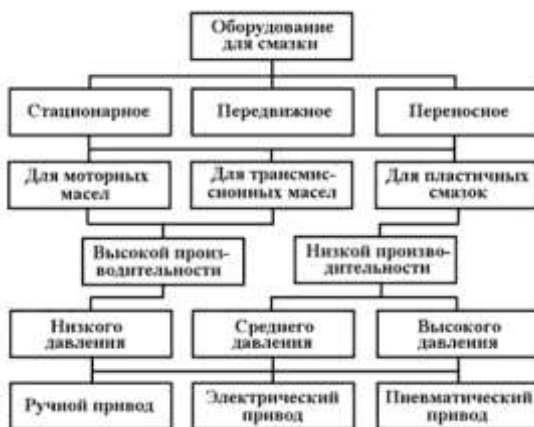 Оборудование
для смазки
Стационарное
Передвижное
Переносное
Для моторных
масел
Для трансмис-
сионных масел
Для пластичных
смазок
Высокой произ-
водительности
Низкой произво-
дительности
Низкого
давления
Среднего
давления
Высокого
давления
Ручной привод
Электрический
привод
Пневматический
привод